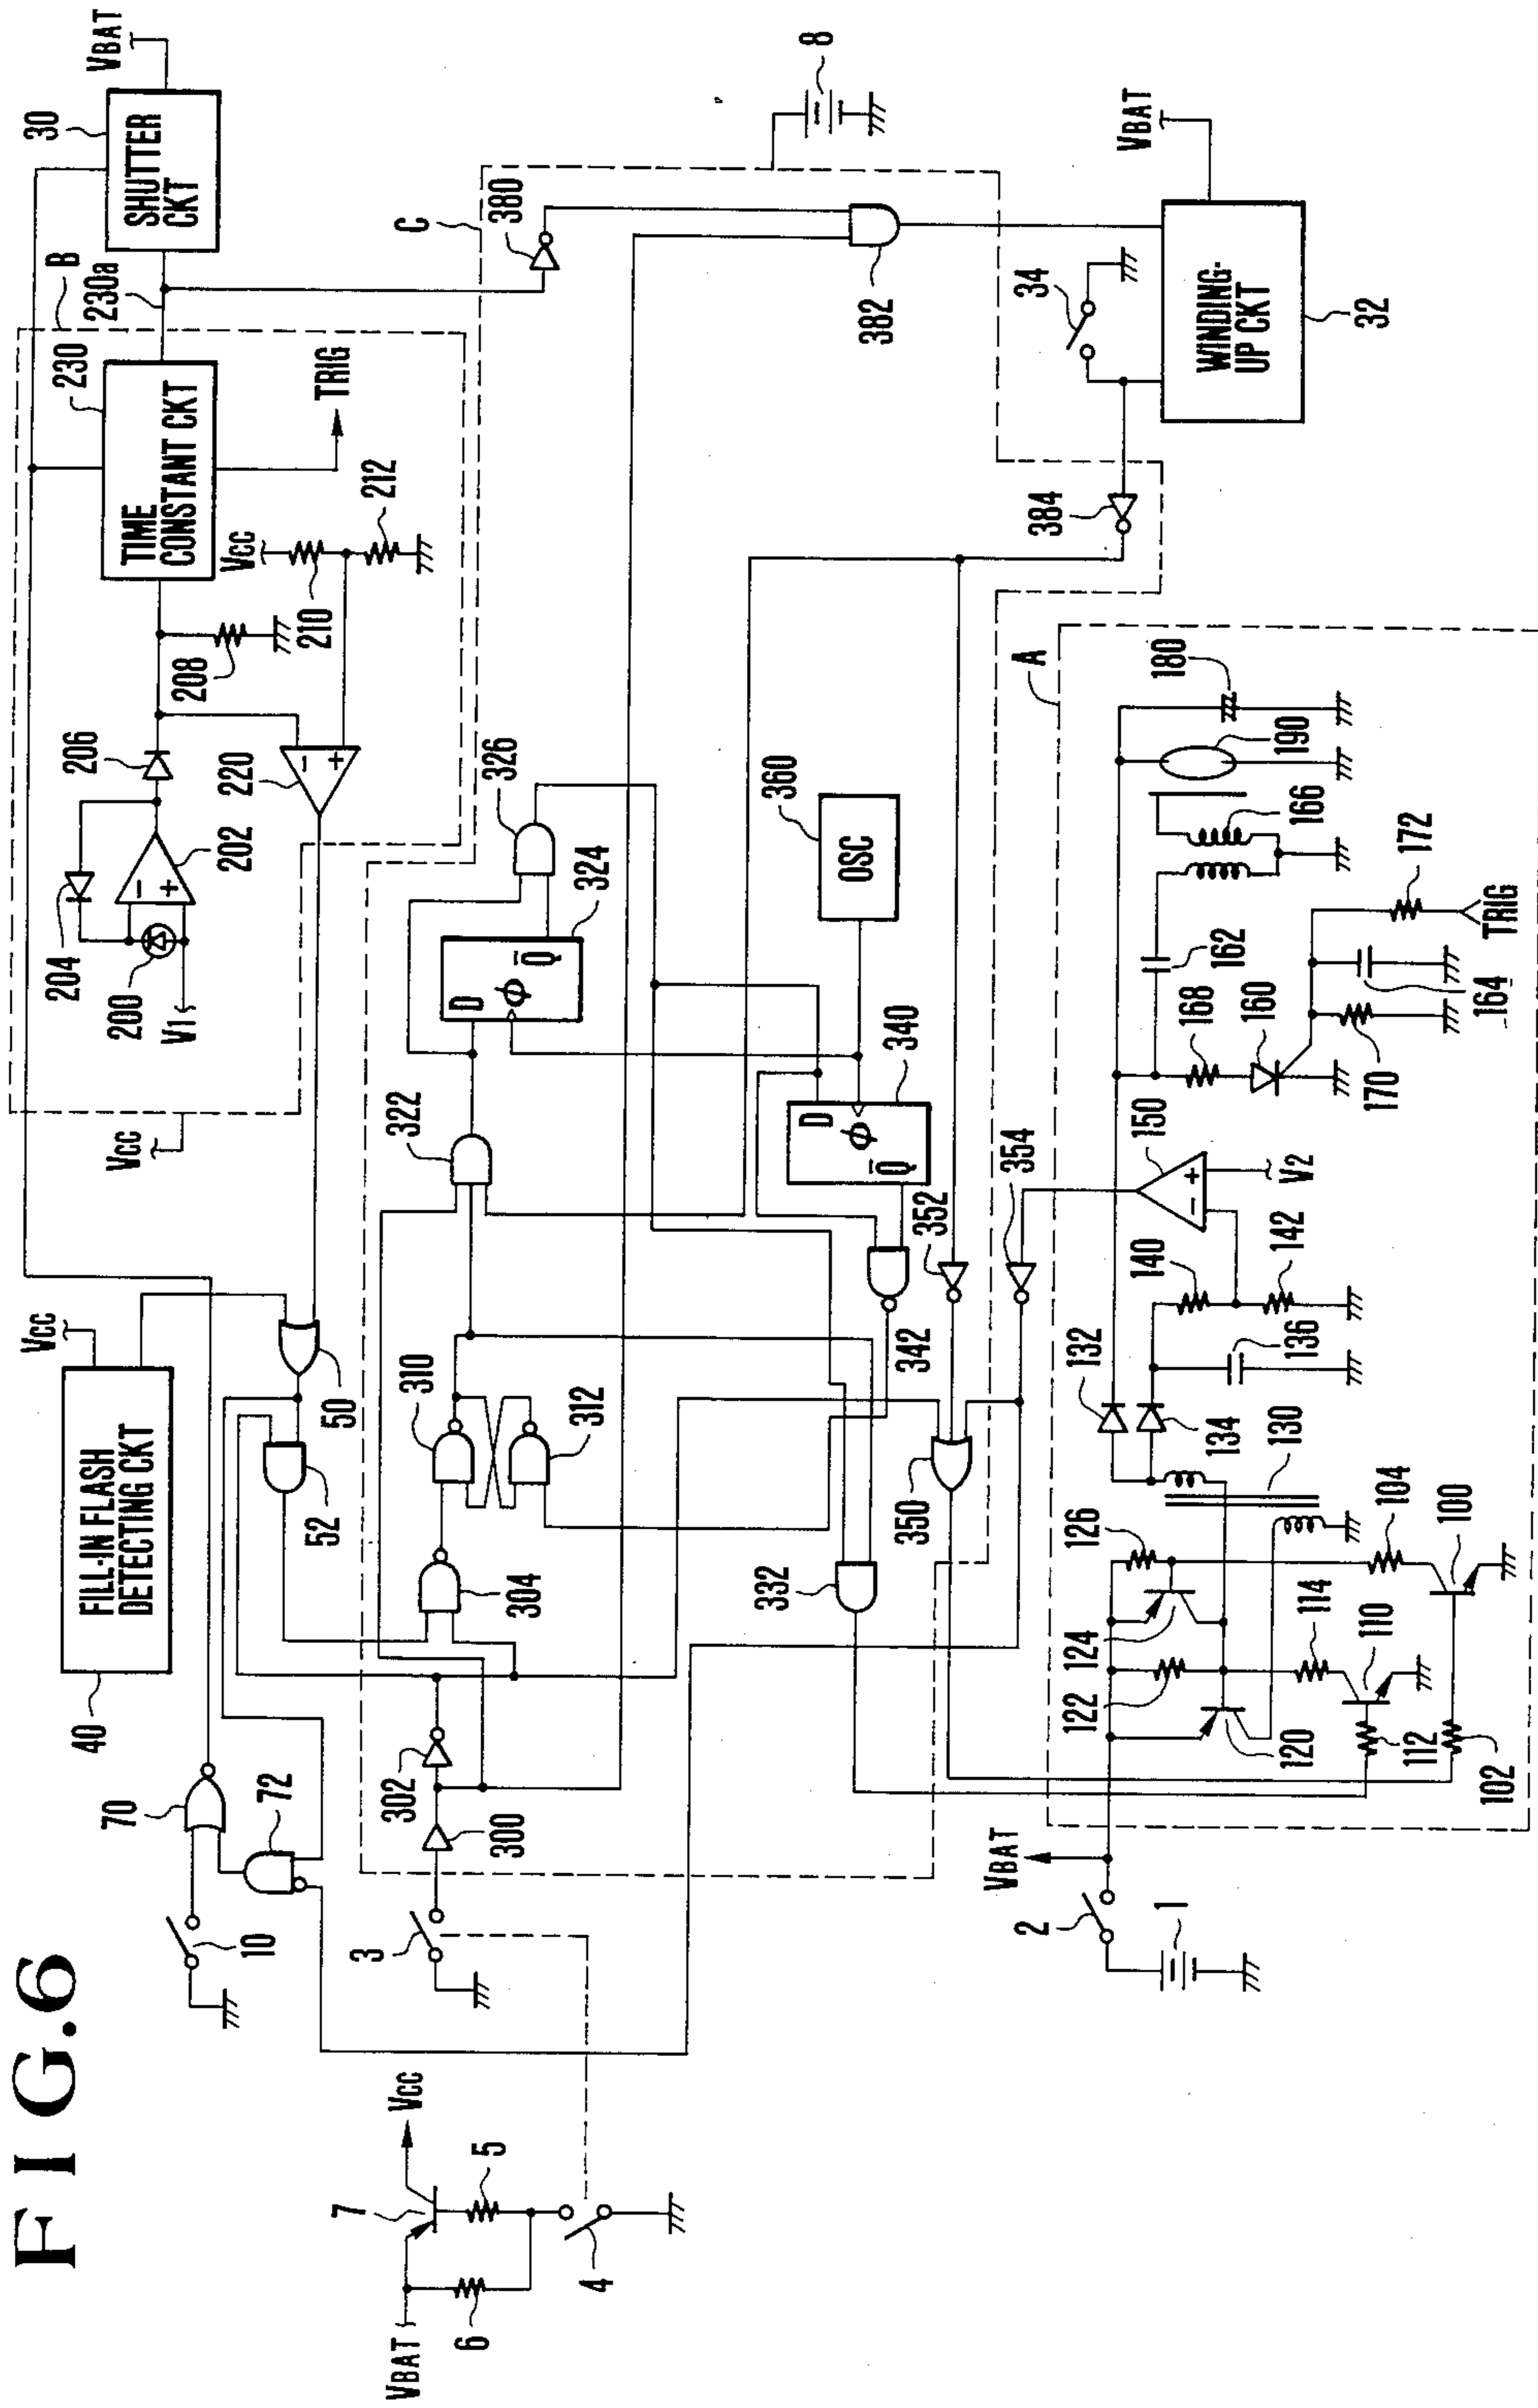 FIG.6
VBAT
6
7
5
4
Vcc
10
70
72
3
300
302
40
FILL-IN FLASH
DETECTING CKT
Vcc
50
52
304
310
312
322
Vcc
V1
200
204
202
206
208
220
210
212
Vcc
TIME
CONSTANT CKT
230
TRIG
B
230a
SHUTTER
CKT
30
VBAT
C
380
382
8
326
324
D
Φ
Q̄
OSC
360
340
D
Φ
Q̄
342
352
354
350
332
384
34
WINDING-
UP CKT
32
VBAT
A
2
1
VBAT
120
122
124
126
112
102
114
110
104
100
130
132
134
136
140
142
150
V2
160
168
170
162
164
172
TRIG
166
190
180